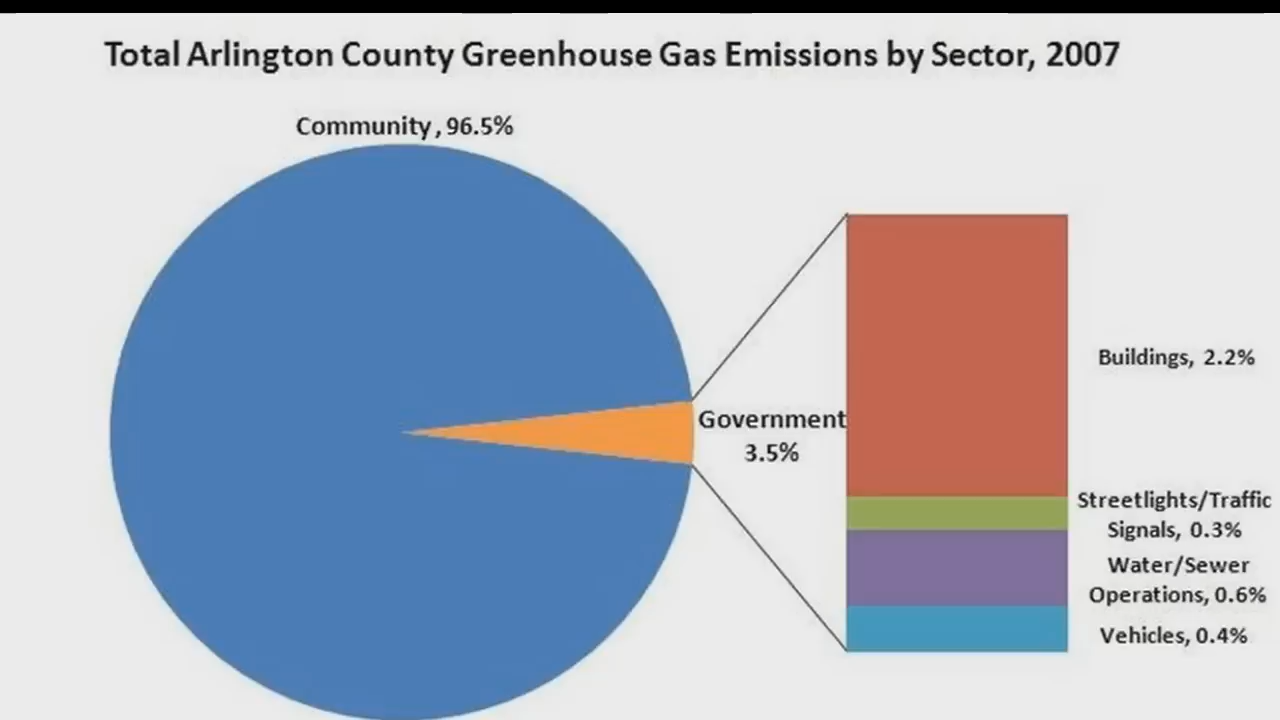 Total Arlington County Greenhouse Gas Emissions by Sector, 2007
Community, 96.5%
Government
3.5%
Buildings, 2.2%
Streetlights/Traffic
Signals, 0.3%
Water/Sewer
Operations, 0.6%
Vehicles, 0.4%